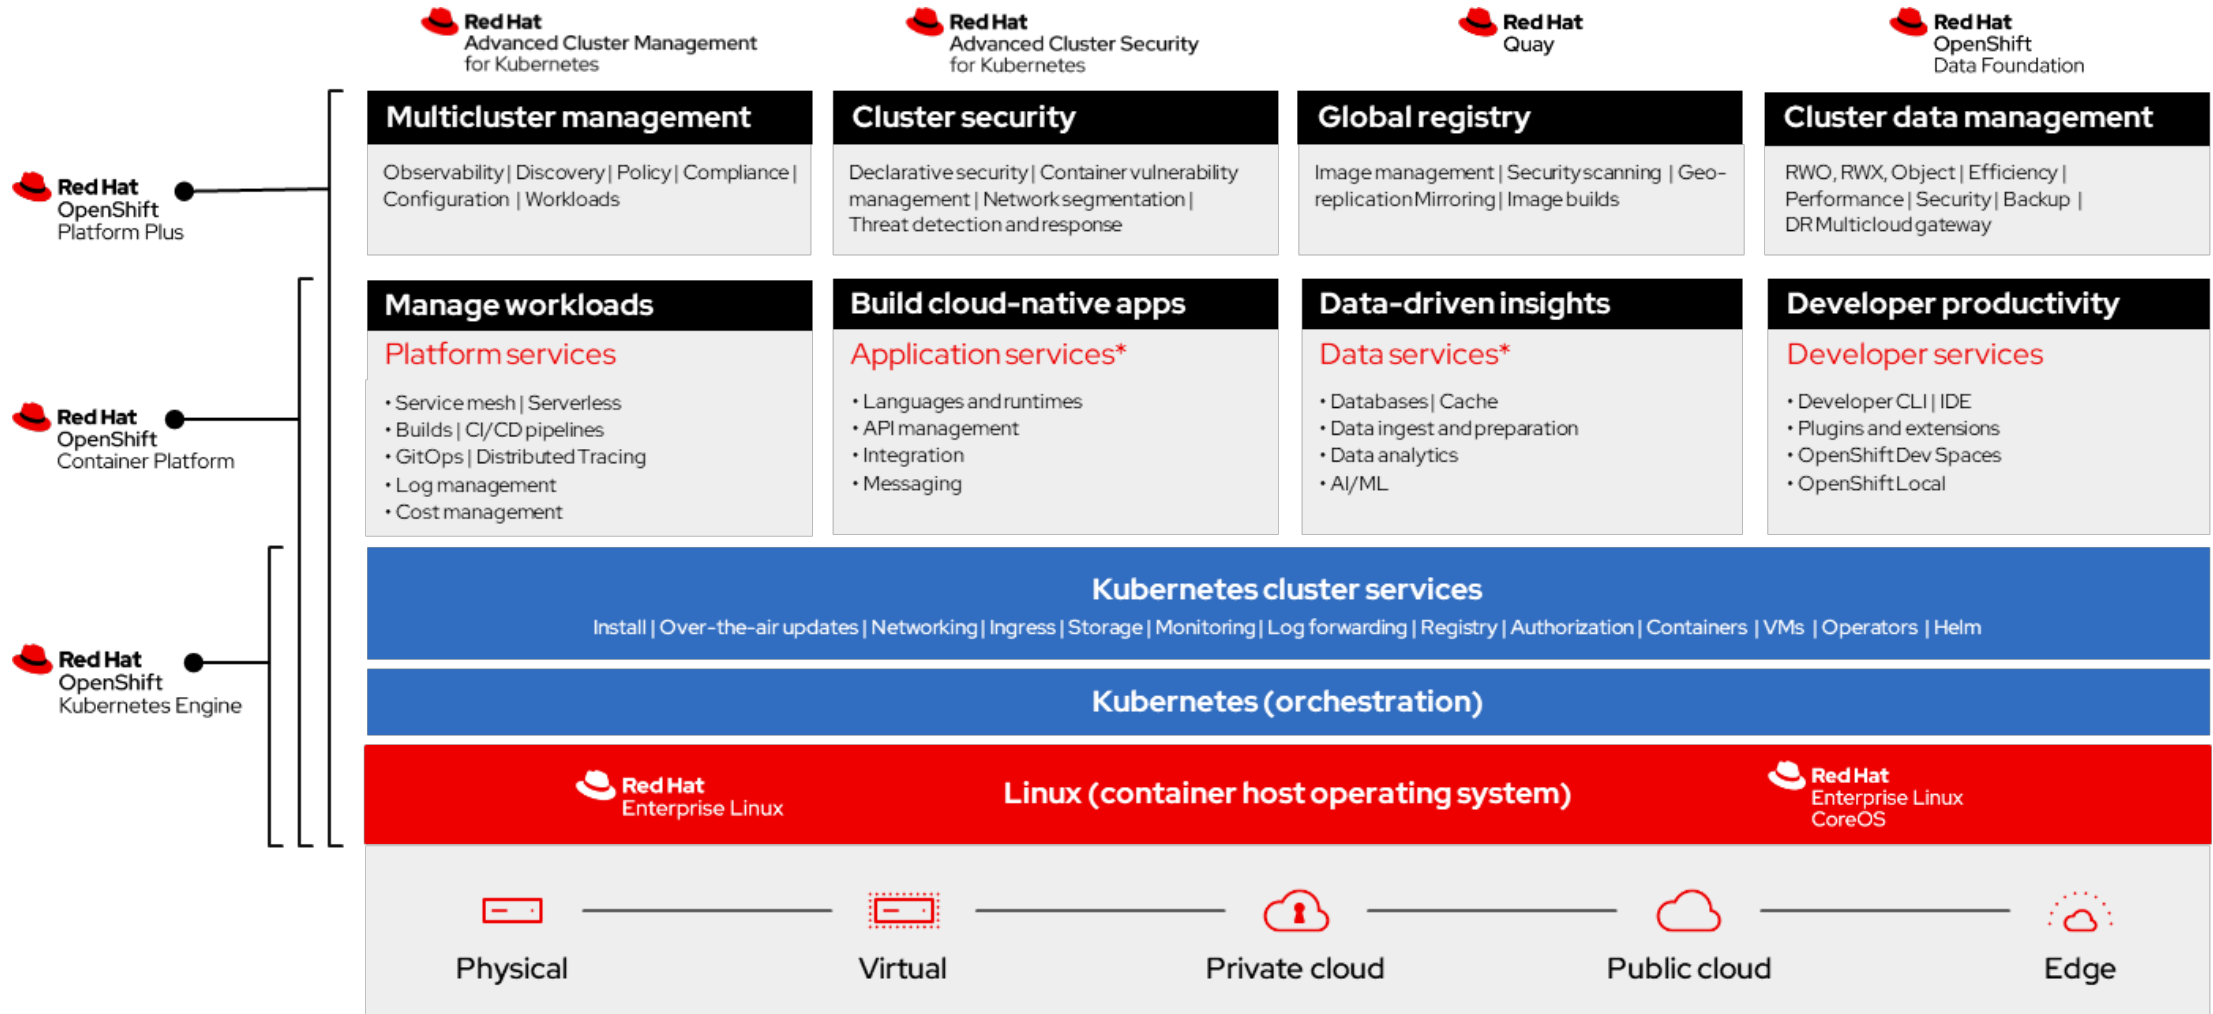 Red Hat
Advanced Cluster Management
for Kubernetes
Red Hat
Advanced Cluster Security
for Kubernetes
Red Hat
Quay
Red Hat
OpenShift
Data Foundation
Red Hat
OpenShift
Platform Plus
Multicluster management
Observability | Discovery | Policy | Compliance |
Configuration | Workloads
Cluster security
Declarative security | Container vulnerability
management | Network segmentation |
Threat detection and response
Global registry
Image management | Security scanning | Geo-
replication Mirroring | Image builds
Cluster data management
RWO, RWX, Object | Efficiency |
Performance | Security | Backup |
DR Multicloud gateway
Red Hat
OpenShift
Container Platform
Manage workloads
Platform services
• Service mesh | Serverless
• Builds | CI/CD pipelines
• GitOps | Distributed Tracing
• Log management
• Cost management
Build cloud-native apps
Application services*
• Languages and runtimes
• API management
• Integration
• Messaging
Data-driven insights
Data services*
• Databases | Cache
• Data ingest and preparation
• Data analytics
• AI/ML
Developer productivity
Developer services
• Developer CLI | IDE
• Plugins and extensions
• OpenShift Dev Spaces
• OpenShift Local
Red Hat
OpenShift
Kubernetes Engine
Kubernetes cluster services
Install | Over-the-air updates | Networking | Ingress | Storage | Monitoring | Log forwarding | Registry | Authorization | Containers | VMs | Operators | Helm
Kubernetes (orchestration)
Red Hat
Enterprise Linux
Linux (container host operating system)
Red Hat
Enterprise Linux
CoreOS
Physical
Virtual
Private cloud
Public cloud
Edge